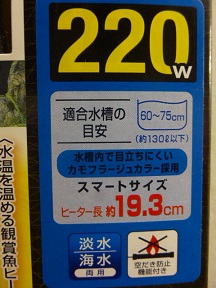 220w
適合水槽の
目安
60～75cm
(約130ℓ以下)
水槽内で目立ちにくい
カモフラージュカラー採用
スマートサイズ
ヒーター長 約19.3cm
淡水
海水
両用
空だき防止
機能付き
〈水温を温める観賞魚ヒー